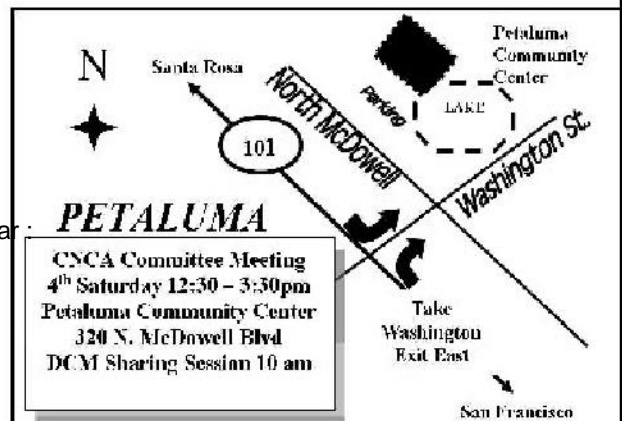 N
Santa Rosa
101
North McDowell
Parking
LAKE
Petaluma
Community
Center
Washington St.
PETALUMA
ar :
CNCA Committee Meeting
4th Saturday 12:30 – 3:30pm
Petaluma Community Center
320 N. McDowell Blvd
DCM Sharing Session 10 am
Take
Washington
Exit East
San Francisco